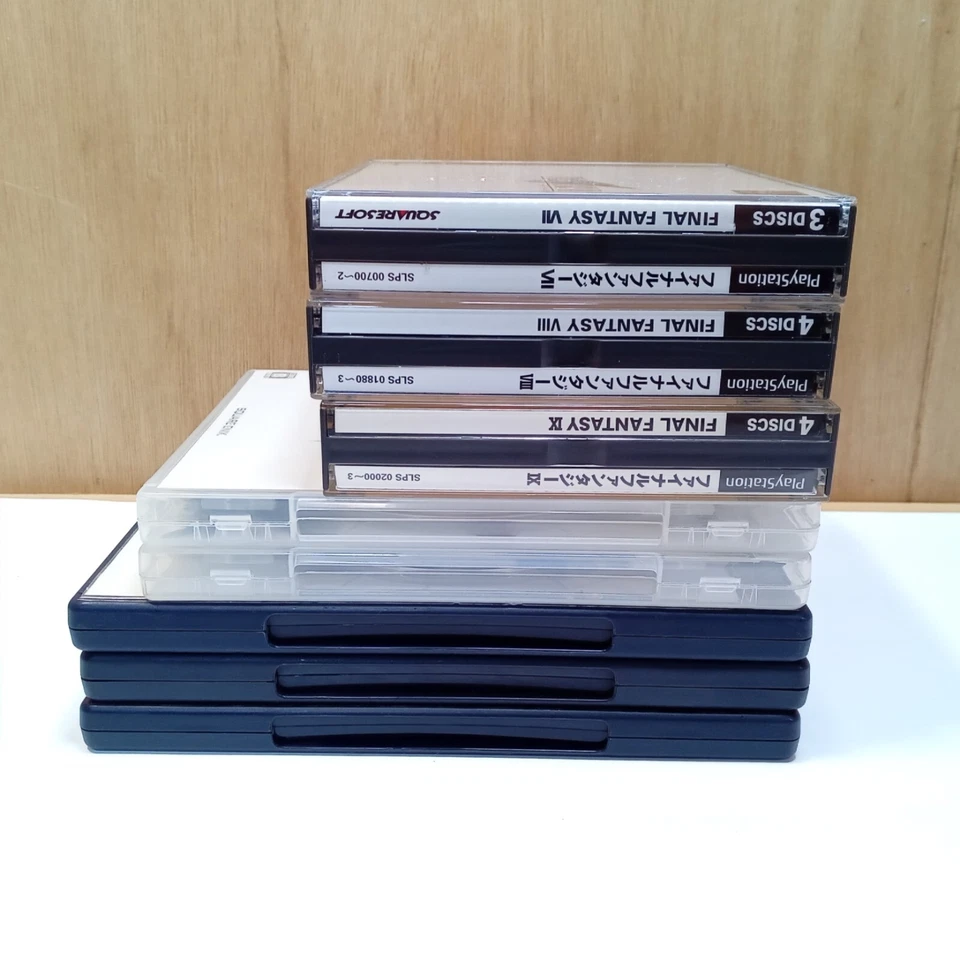 3 DISCS FINAL FANTASY VII SQUARESOFT
PlayStation ファイナルファンタジーVII SLPS 00700~2
4 DISCS FINAL FANTASY VIII
PlayStation ファイナルファンタジーVIII SLPS 01880~3
4 DISCS FINAL FANTASY IX
PlayStation ファイナルファンタジーIX SLPS 02000~3
SQUARE ENIX